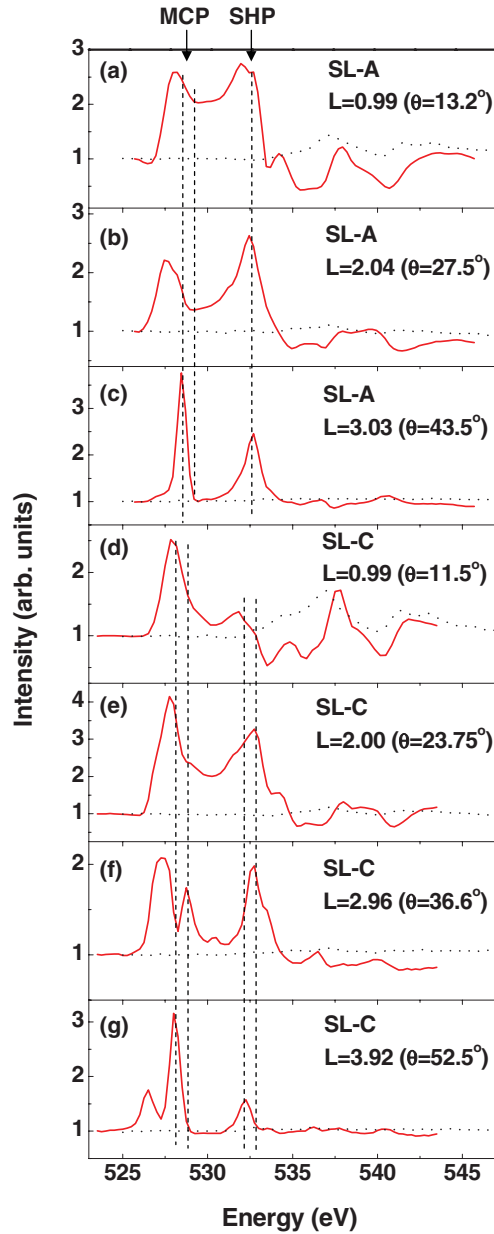 MCP SHP
3
(a)
SL-A
L=0.99 (θ=13.2°)
2
1
3
(b)
SL-A
L=2.04 (θ=27.5°)
2
1
(c)
SL-A
L=3.03 (θ=43.5°)
3
2
1
(d)
SL-C
L=0.99 (θ=11.5°)
2
1
(e)
SL-C
L=2.00 (θ=23.75°)
4
3
2
1
(f)
SL-C
L=2.96 (θ=36.6°)
2
1
(g)
SL-C
L=3.92 (θ=52.5°)
3
2
1
525 530 535 540 545
Energy (eV)
Intensity (arb. units)